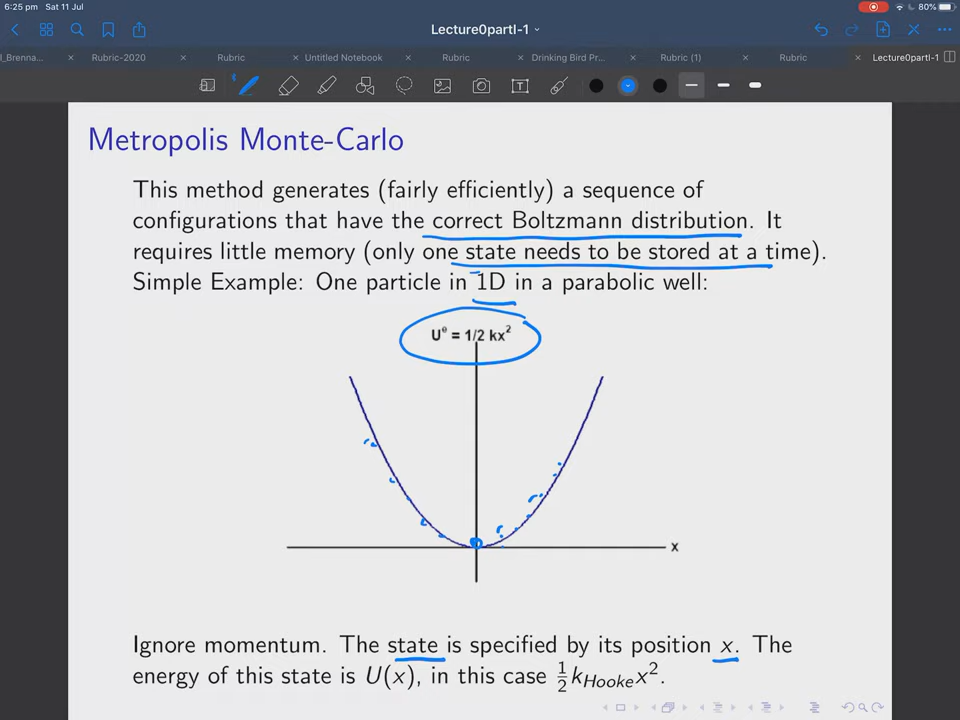 6:25 pm Sat 11 Jul
80%
Lecture0partI-1
I_Brenna...
Rubric-2020
Rubric
Untitled Notebook
Rubric
Drinking Bird Pr...
Rubric (1)
Rubric
Lecture0partI-1
Metropolis Monte-Carlo
This method generates (fairly efficiently) a sequence of
configurations that have the correct Boltzmann distribution. It
requires little memory (only one state needs to be stored at a time).
Simple Example: One particle in 1D in a parabolic well:
Uᵉ = 1/2 kx²
x
Ignore momentum. The state is specified by its position x. The
energy of this state is U(x), in this case ½k_Hooke x².